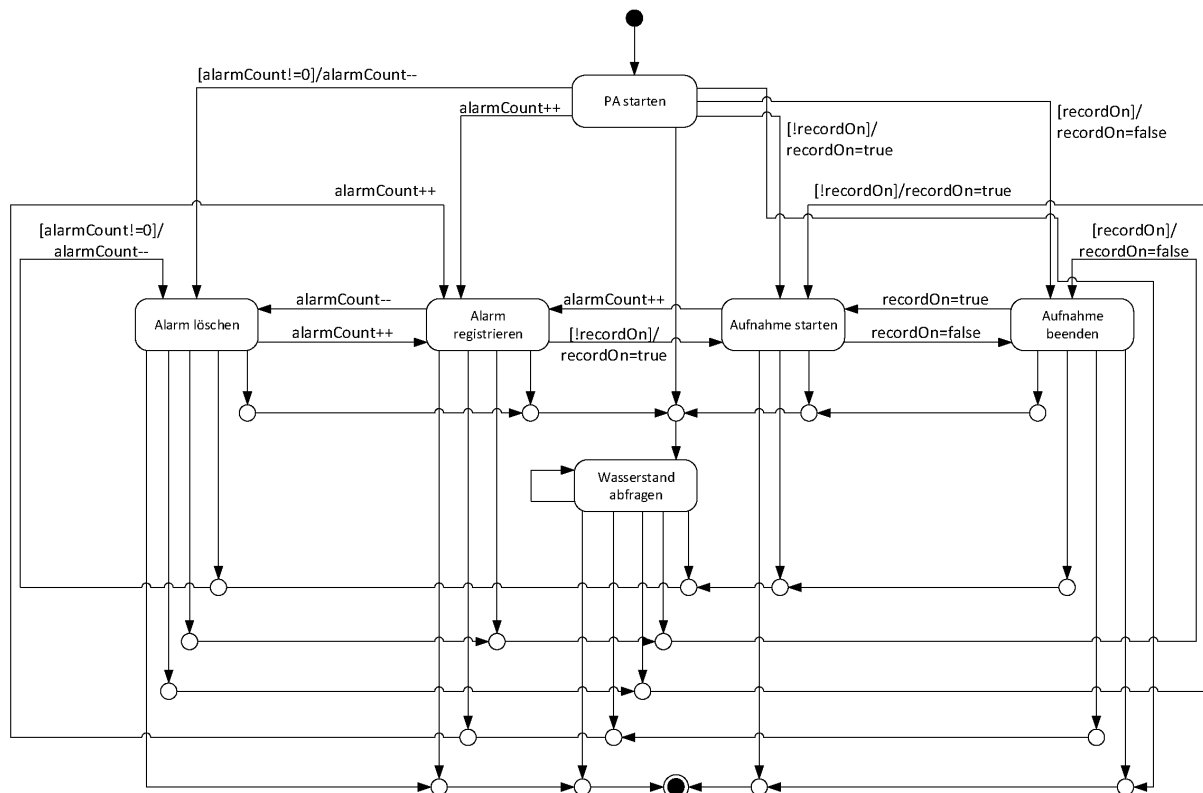 [alarmCount!=0]/alarmCount--
PA starten
alarmCount++
[!recordOn]/
recordOn=true
[recordOn]/
recordOn=false
alarmCount++
[!recordOn]/recordOn=true
[alarmCount!=0]/
alarmCount--
[recordOn]/
recordOn=false
Alarm löschen
alarmCount--
alarmCount++
Alarm
registrieren
alarmCount++
[!recordOn]/
recordOn=true
Aufnahme starten
recordOn=true
recordOn=false
Aufnahme
beenden
Wasserstand
abfragen